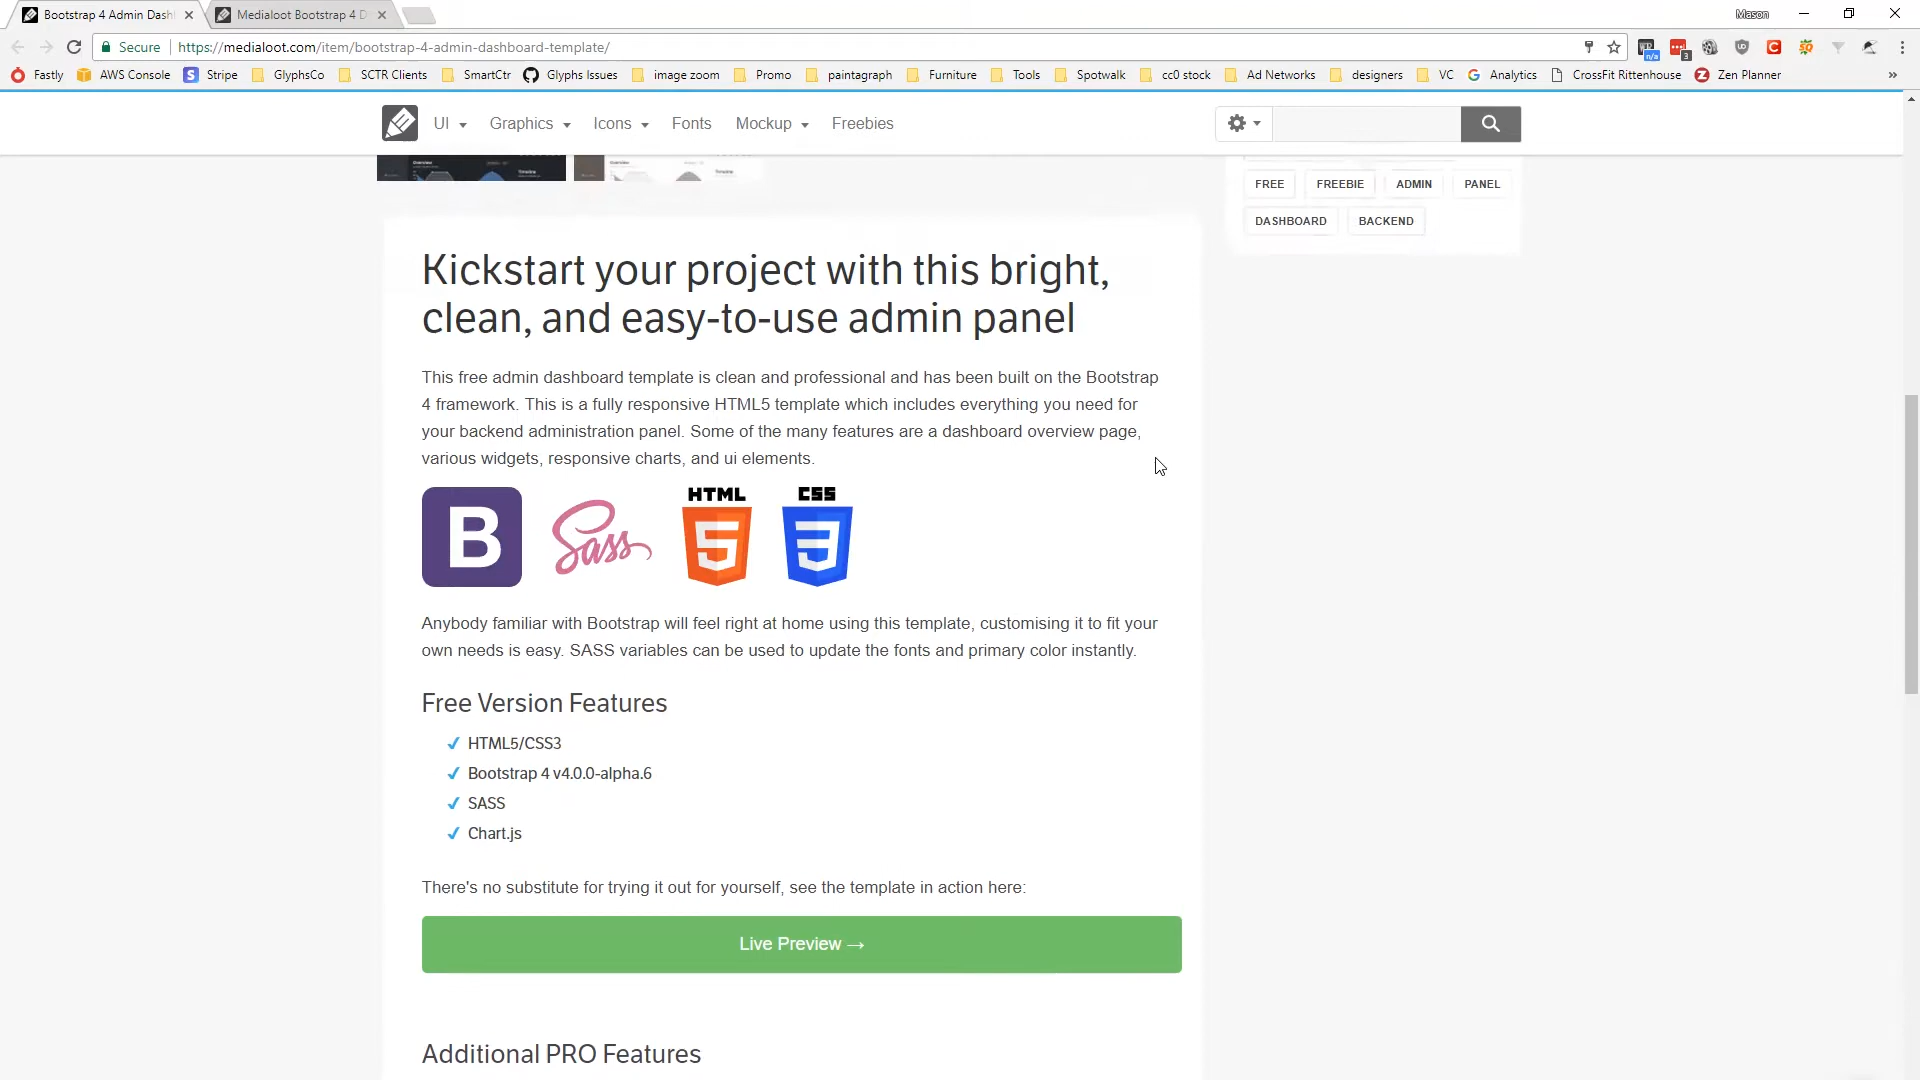 Bootstrap 4 Admin Dash
Medialoot Bootstrap 4 D
Mason
Secure
https://medialoot.com/item/bootstrap-4-admin-dashboard-template/
n/a
3
Fastly
AWS Console
Stripe
GlyphsCo
SCTR Clients
SmartCtr
Glyphs Issues
image zoom
Promo
paintagraph
Furniture
Tools
Spotwalk
cc0 stock
Ad Networks
designers
VC
Analytics
CrossFit Rittenhouse
Zen Planner
»
UI
Graphics
Icons
Fonts
Mockup
Freebies
FREE
FREEBIE
ADMIN
PANEL
DASHBOARD
BACKEND
Kickstart your project with this bright,
clean, and easy-to-use admin panel
This free admin dashboard template is clean and professional and has been built on the Bootstrap
4 framework. This is a fully responsive HTML5 template which includes everything you need for
your backend administration panel. Some of the many features are a dashboard overview page,
various widgets, responsive charts, and ui elements.
B
Sass
HTML
5
CSS
3
Anybody familiar with Bootstrap will feel right at home using this template, customising it to fit your
own needs is easy. SASS variables can be used to update the fonts and primary color instantly.
Free Version Features
✓ HTML5/CSS3
✓ Bootstrap 4 v4.0.0-alpha.6
✓ SASS
✓ Chart.js
There's no substitute for trying it out for yourself, see the template in action here:
Live Preview →
Additional PRO Features